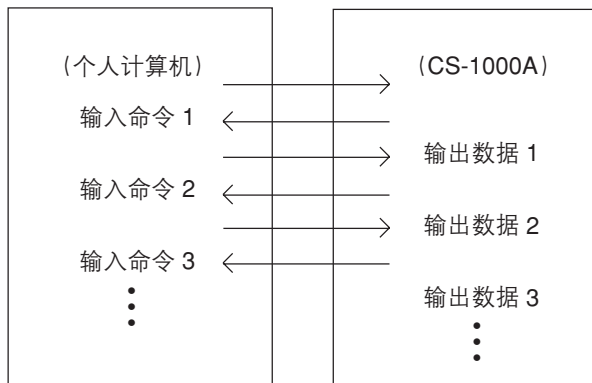 (个人计算机)
输入命令 1
输入命令 2
输入命令 3
(CS-1000A)
输出数据 1
输出数据 2
输出数据 3